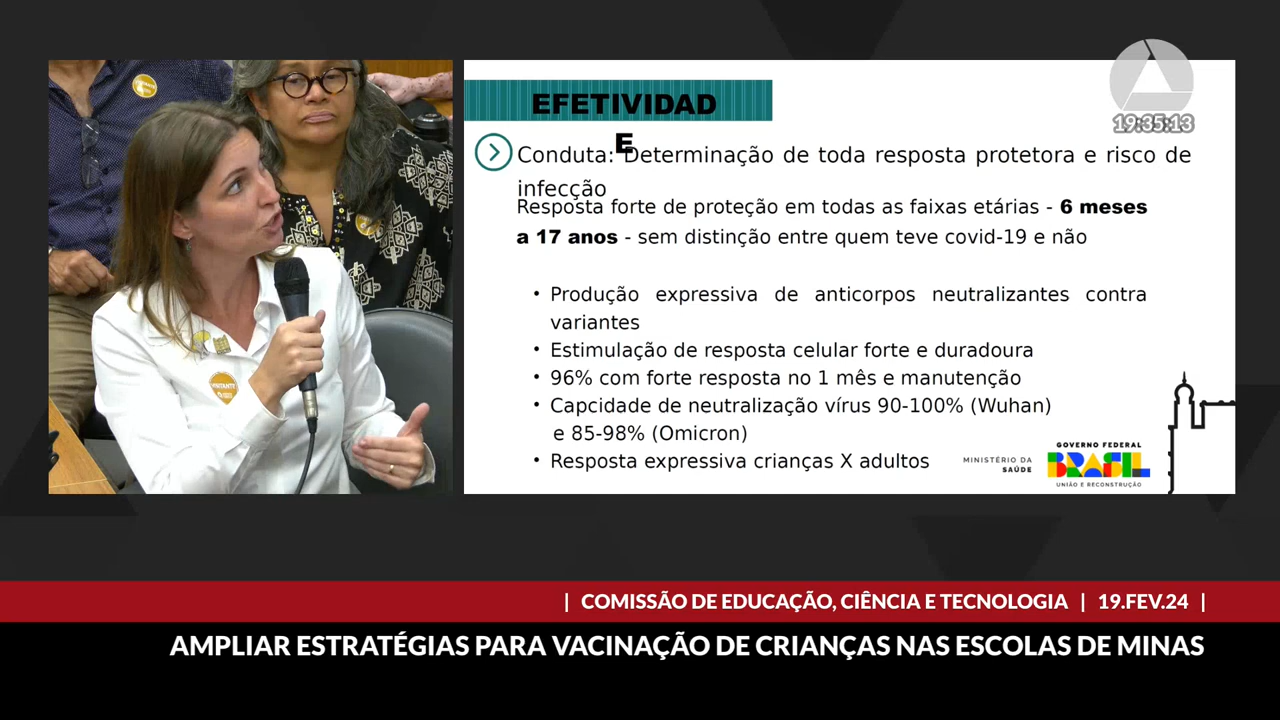 EFETIVIDAD
E
19:35:13
Conduta: Determinação de toda resposta protetora e risco de
infecção
Resposta forte de proteção em todas as faixas etárias - 6 meses
a 17 anos - sem distinção entre quem teve covid-19 e não
• Produção expressiva de anticorpos neutralizantes contra
variantes
• Estimulação de resposta celular forte e duradoura
• 96% com forte resposta no 1 mês e manutenção
• Capcidade de neutralização vírus 90-100% (Wuhan)
e 85-98% (Omicron)
• Resposta expressiva crianças X adultos
MINISTÉRIO DA
SAÚDE
GOVERNO FEDERAL
BRASIL
UNIÃO E RECONSTRUÇÃO
| COMISSÃO DE EDUCAÇÃO, CIÊNCIA E TECNOLOGIA | 19.FEV.24 |
AMPLIAR ESTRATÉGIAS PARA VACINAÇÃO DE CRIANÇAS NAS ESCOLAS DE MINAS